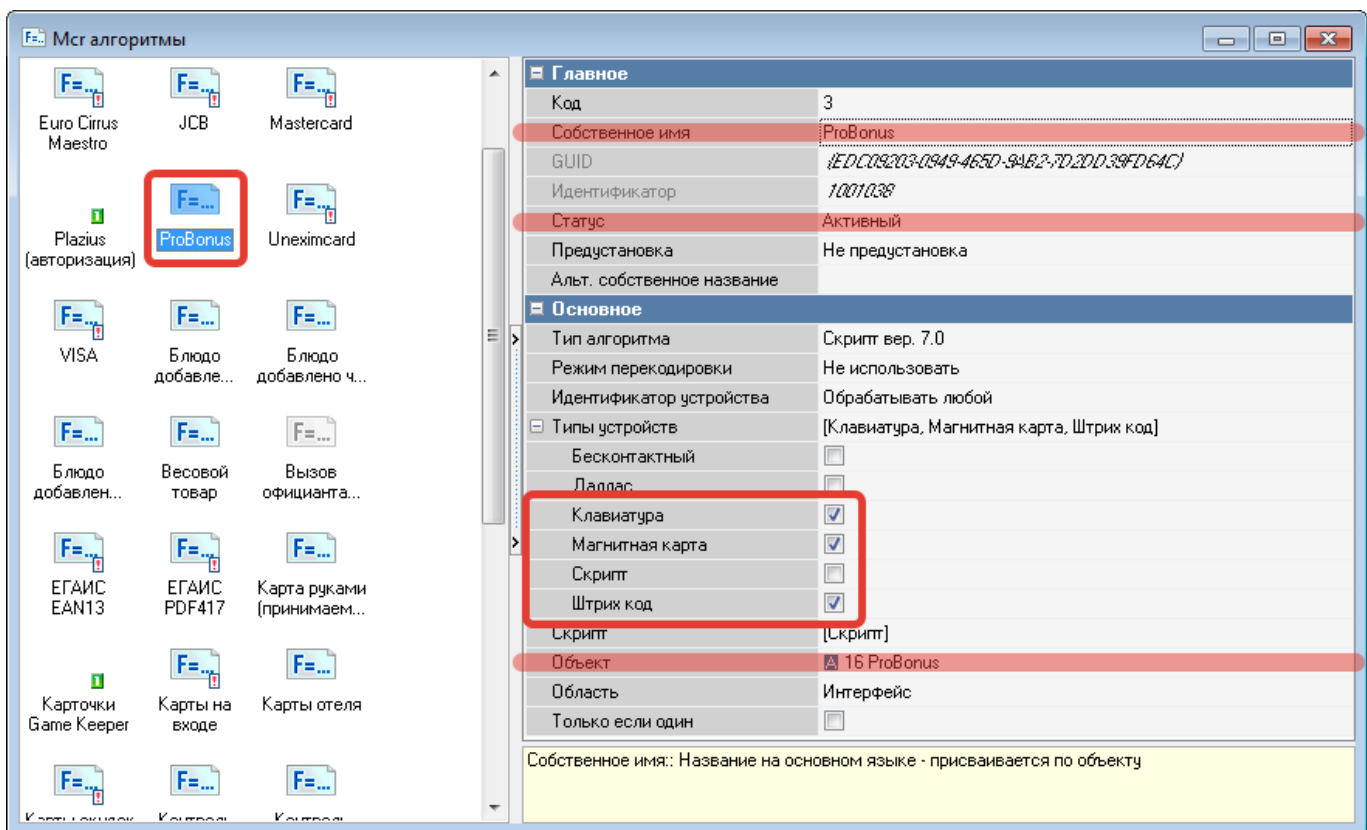 Mcr алгоритмы
Euro Cirrus Maestro
JCB
Mastercard
Plazius (авторизация)
ProBonus
Uneximcard
VISA
Блюдо добавле...
Блюдо добавлено ч...
Блюдо добавлен...
Весовой товар
Вызов официанта...
ЕГАИС EAN13
ЕГАИС PDF417
Карта руками (принимаем...
Карточки Game Keeper
Карты на входе
Карты отеля
Карты скидок
Контроль
Контроль
Главное
Код 3
Собственное имя ProBonus
GUID {EDC09203-0949-465D-9AB2-7D2DD39FD64C}
Идентификатор 1001038
Статус Активный
Предустановка Не предустановка
Альт. собственное название
Основное
Тип алгоритма Скрипт вер. 7.0
Режим перекодировки Не использовать
Идентификатор устройства Обрабатывать любой
Типы устройств [Клавиатура, Магнитная карта, Штрих код]
Бесконтактный
Даллас
Клавиатура
Магнитная карта
Скрипт
Штрих код
Скрипт [Скрипт]
Объект A 16 ProBonus
Область Интерфейс
Только если один
Собственное имя:: Название на основном языке - присваивается по объекту